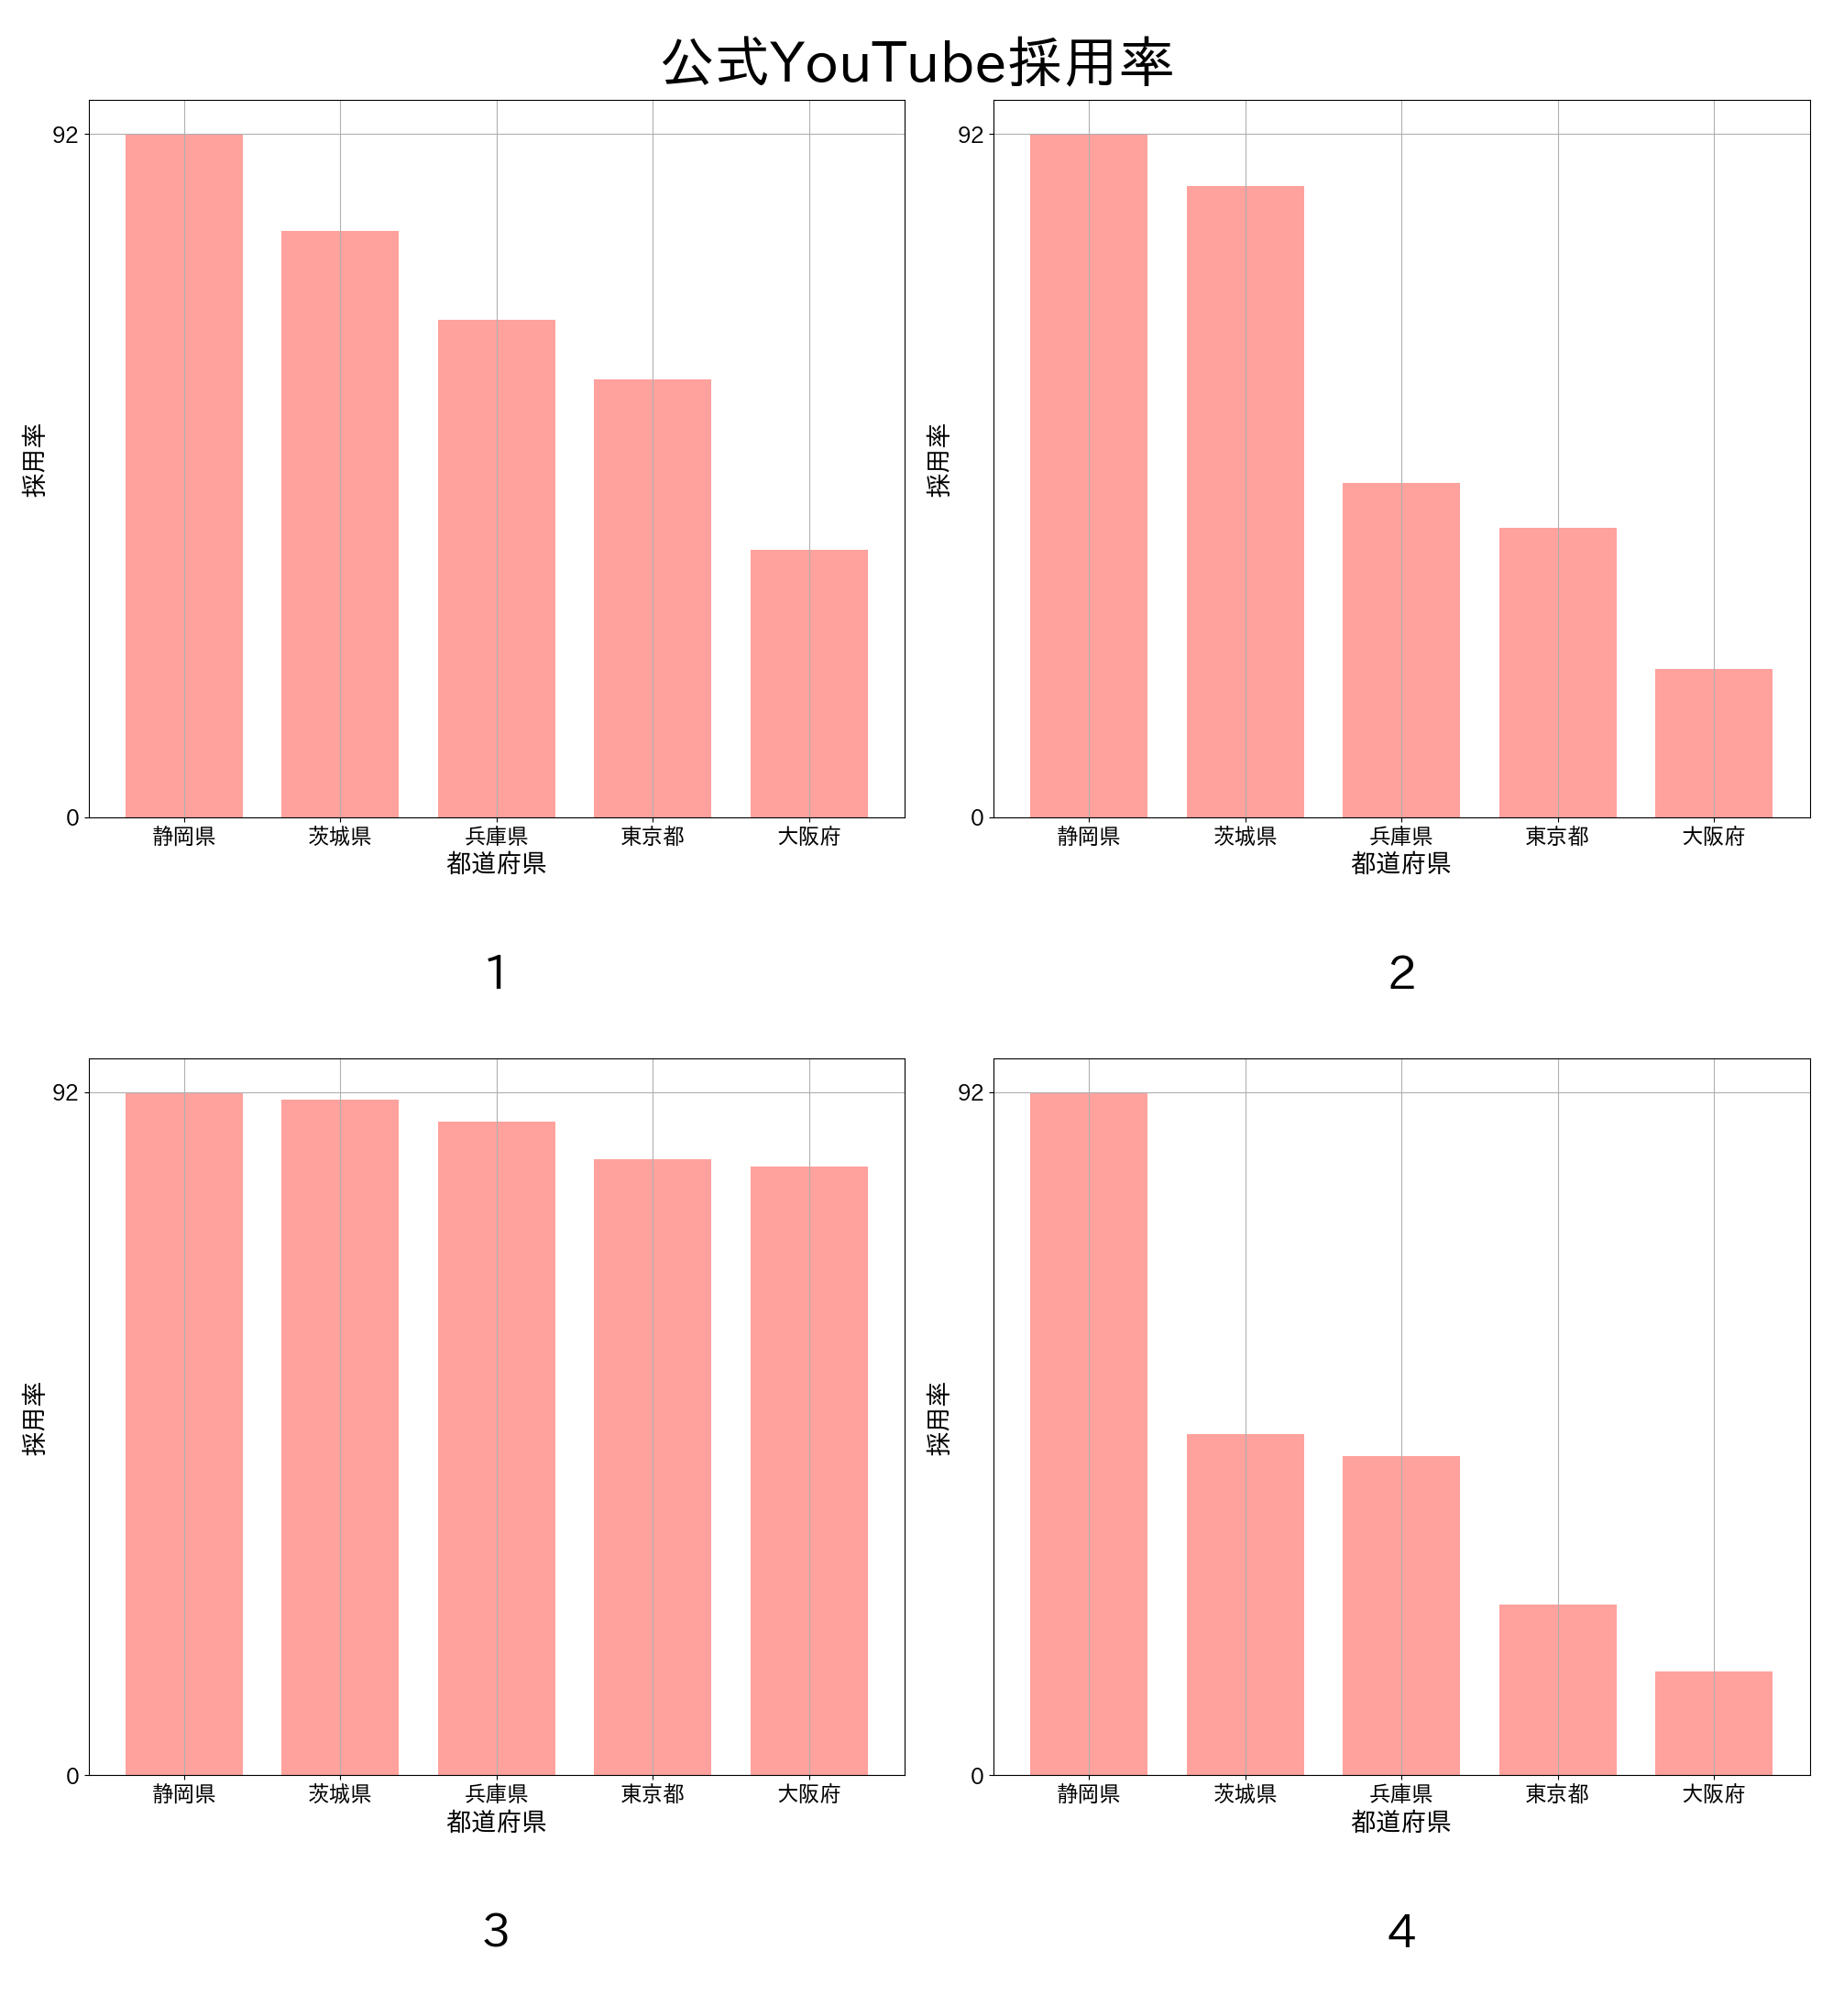 公式YouTube採用率
92
0
採用率
静岡県 茨城県 兵庫県 東京都 大阪府
都道府県
1
92
0
採用率
静岡県 茨城県 兵庫県 東京都 大阪府
都道府県
2
92
0
採用率
静岡県 茨城県 兵庫県 東京都 大阪府
都道府県
3
92
0
採用率
静岡県 茨城県 兵庫県 東京都 大阪府
都道府県
4